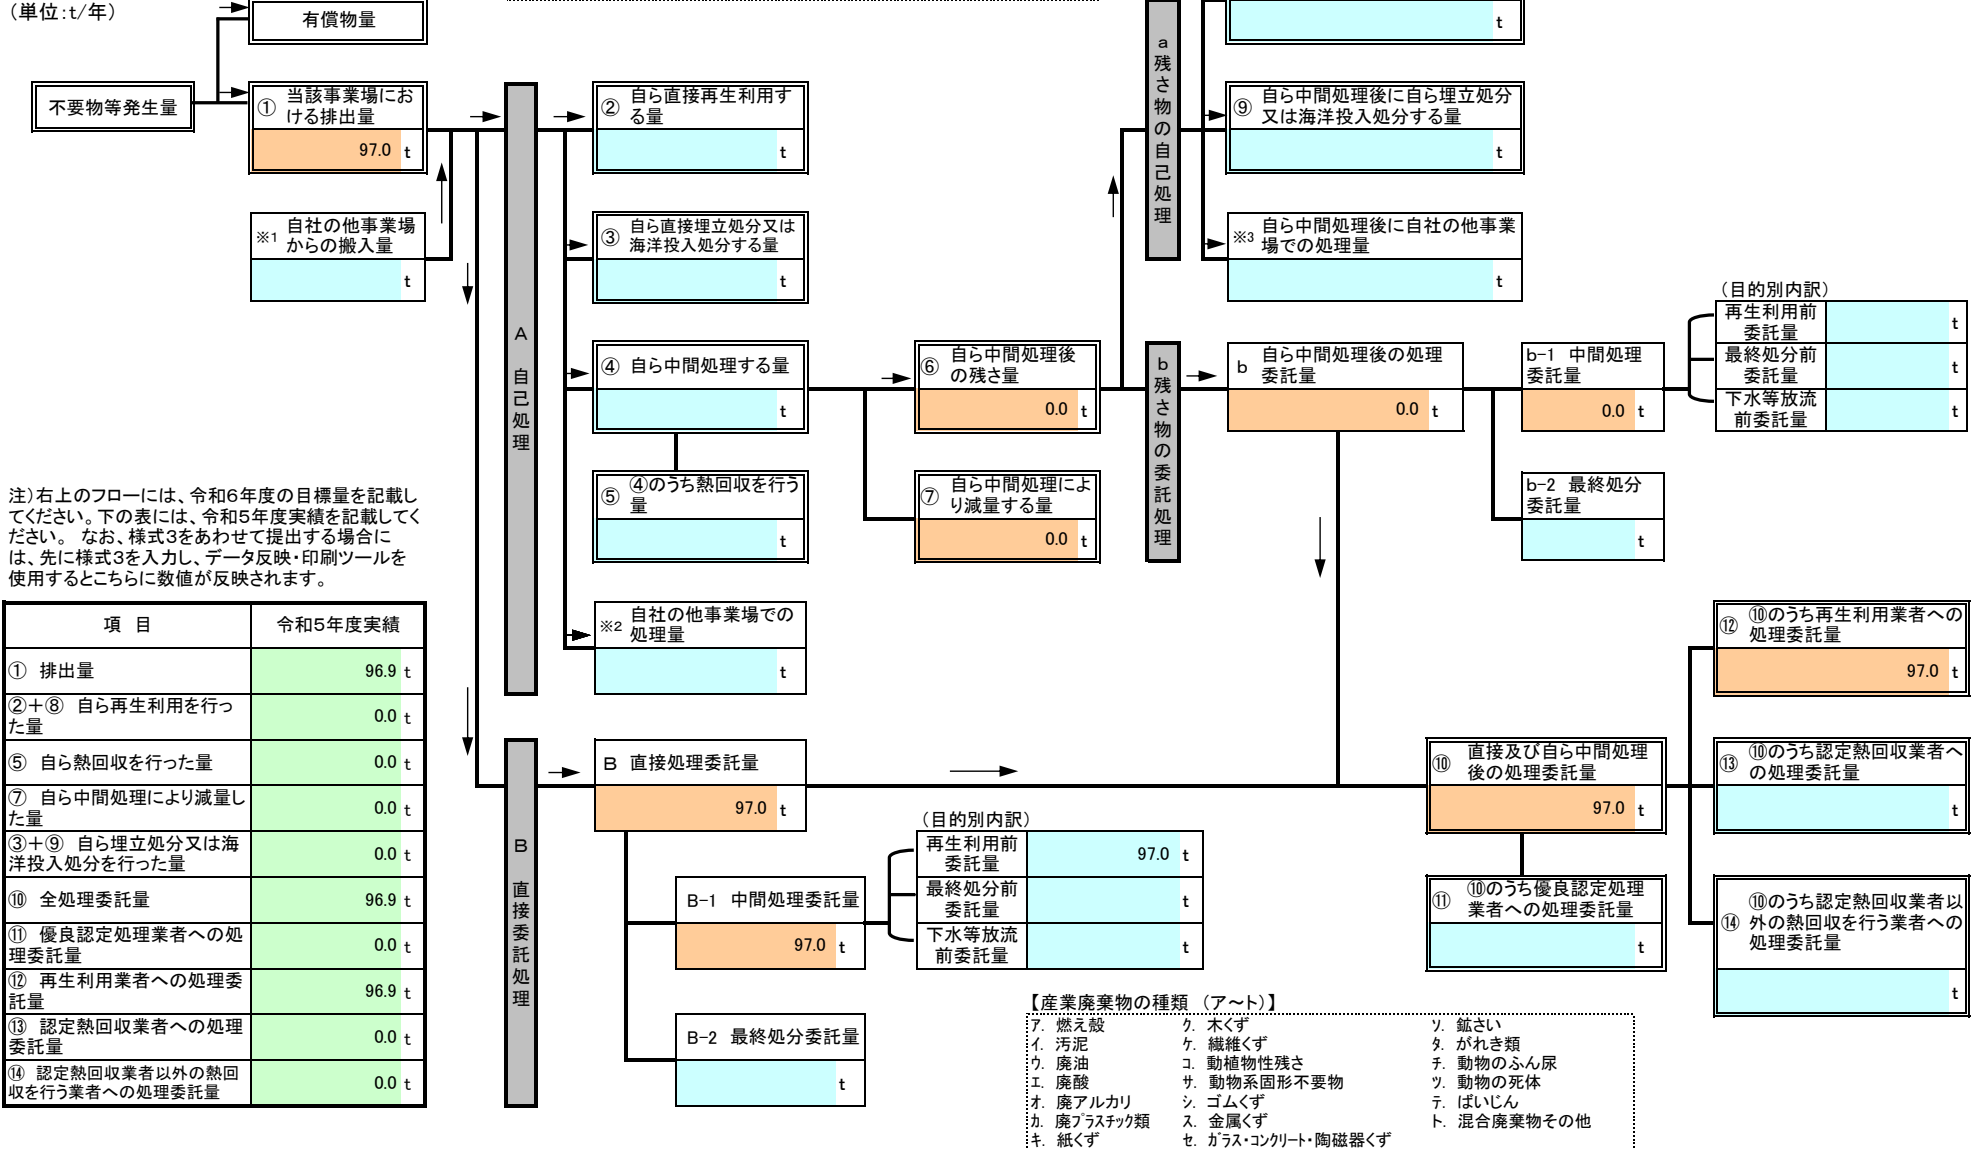 （単位：t/年）
有償物量
不要物等発生量
① 当該事業場にお
ける排出量
97.0 t
※1 自社の他事業場
からの搬入量
t
A 自己処理
② 自ら直接再生利用す
る量
t
③ 自ら直接埋立処分又は
海洋投入処分する量
t
④ 自ら中間処理する量
t
⑤ ④のうち熱回収を行う
量
t
※2 自社の他事業場での
処理量
t
⑥ 自ら中間処理後
の残さ量
0.0 t
⑦ 自ら中間処理によ
り減量する量
0.0 t
a 残さ物の自己処理
t
⑨ 自ら中間処理後に自ら埋立処分
又は海洋投入処分する量
t
※3 自ら中間処理後に自社の他事業
場での処理量
t
b 残さ物の委託処理
b 自ら中間処理後の処理
委託量
0.0 t
b-1 中間処理
委託量
0.0 t
（目的別内訳）
再生利用前
委託量
t
最終処分前
委託量
t
下水等放流
前委託量
t
b-2 最終処分
委託量
t
注）右上のフローには、令和６年度の目標量を記載し
てください。下の表には、令和５年度実績を記載してく
ださい。 なお、様式３をあわせて提出する場合に
は、先に様式３を入力し、データ反映・印刷ツールを
使用するとこちらに数値が反映されます。
項 目 令和５年度実績
① 排出量 96.9 t
②＋⑧ 自ら再生利用を行っ
た量 0.0 t
⑤ 自ら熱回収を行った量 0.0 t
⑦ 自ら中間処理により減量し
た量 0.0 t
③＋⑨ 自ら埋立処分又は海
洋投入処分を行った量 0.0 t
⑩ 全処理委託量 96.9 t
⑪ 優良認定処理業者への処
理委託量 0.0 t
⑫ 再生利用業者への処理委
託量 96.9 t
⑬ 認定熱回収業者への処理
委託量 0.0 t
⑭ 認定熱回収業者以外の熱回
収を行う業者への処理委託量 0.0 t
B 直接委託処理
B 直接処理委託量
97.0 t
B-1 中間処理委託量
97.0 t
（目的別内訳）
再生利用前
委託量 97.0 t
最終処分前
委託量 t
下水等放流
前委託量 t
B-2 最終処分委託量
t
⑩ 直接及び自ら中間処理
後の処理委託量
97.0 t
⑪ ⑩のうち優良認定処理
業者への処理委託量
t
⑫ ⑩のうち再生利用業者への
処理委託量
97.0 t
⑬ ⑩のうち認定熱回収業者へ
の処理委託量
t
⑭ ⑩のうち認定熱回収業者以
外の熱回収を行う業者への
処理委託量
t
【産業廃棄物の種類 （ア～ト）】
ｱ. 燃え殻 ｸ. 木くず ｿ. 鉱さい
ｲ. 汚泥 ｹ. 繊維くず ﾀ. がれき類
ｳ. 廃油 ｺ. 動植物性残さ ﾁ. 動物のふん尿
ｴ. 廃酸 ｻ. 動物系固形不要物 ﾂ. 動物の死体
ｵ. 廃アルカリ ｼ. ゴムくず ﾃ. ばいじん
ｶ. 廃ﾌﾟﾗｽﾁｯｸ類 ｽ. 金属くず ﾄ. 混合廃棄物その他
ｷ. 紙くず ｾ. ｶﾞﾗｽ・ｺﾝｸﾘｰﾄ・陶磁器くず